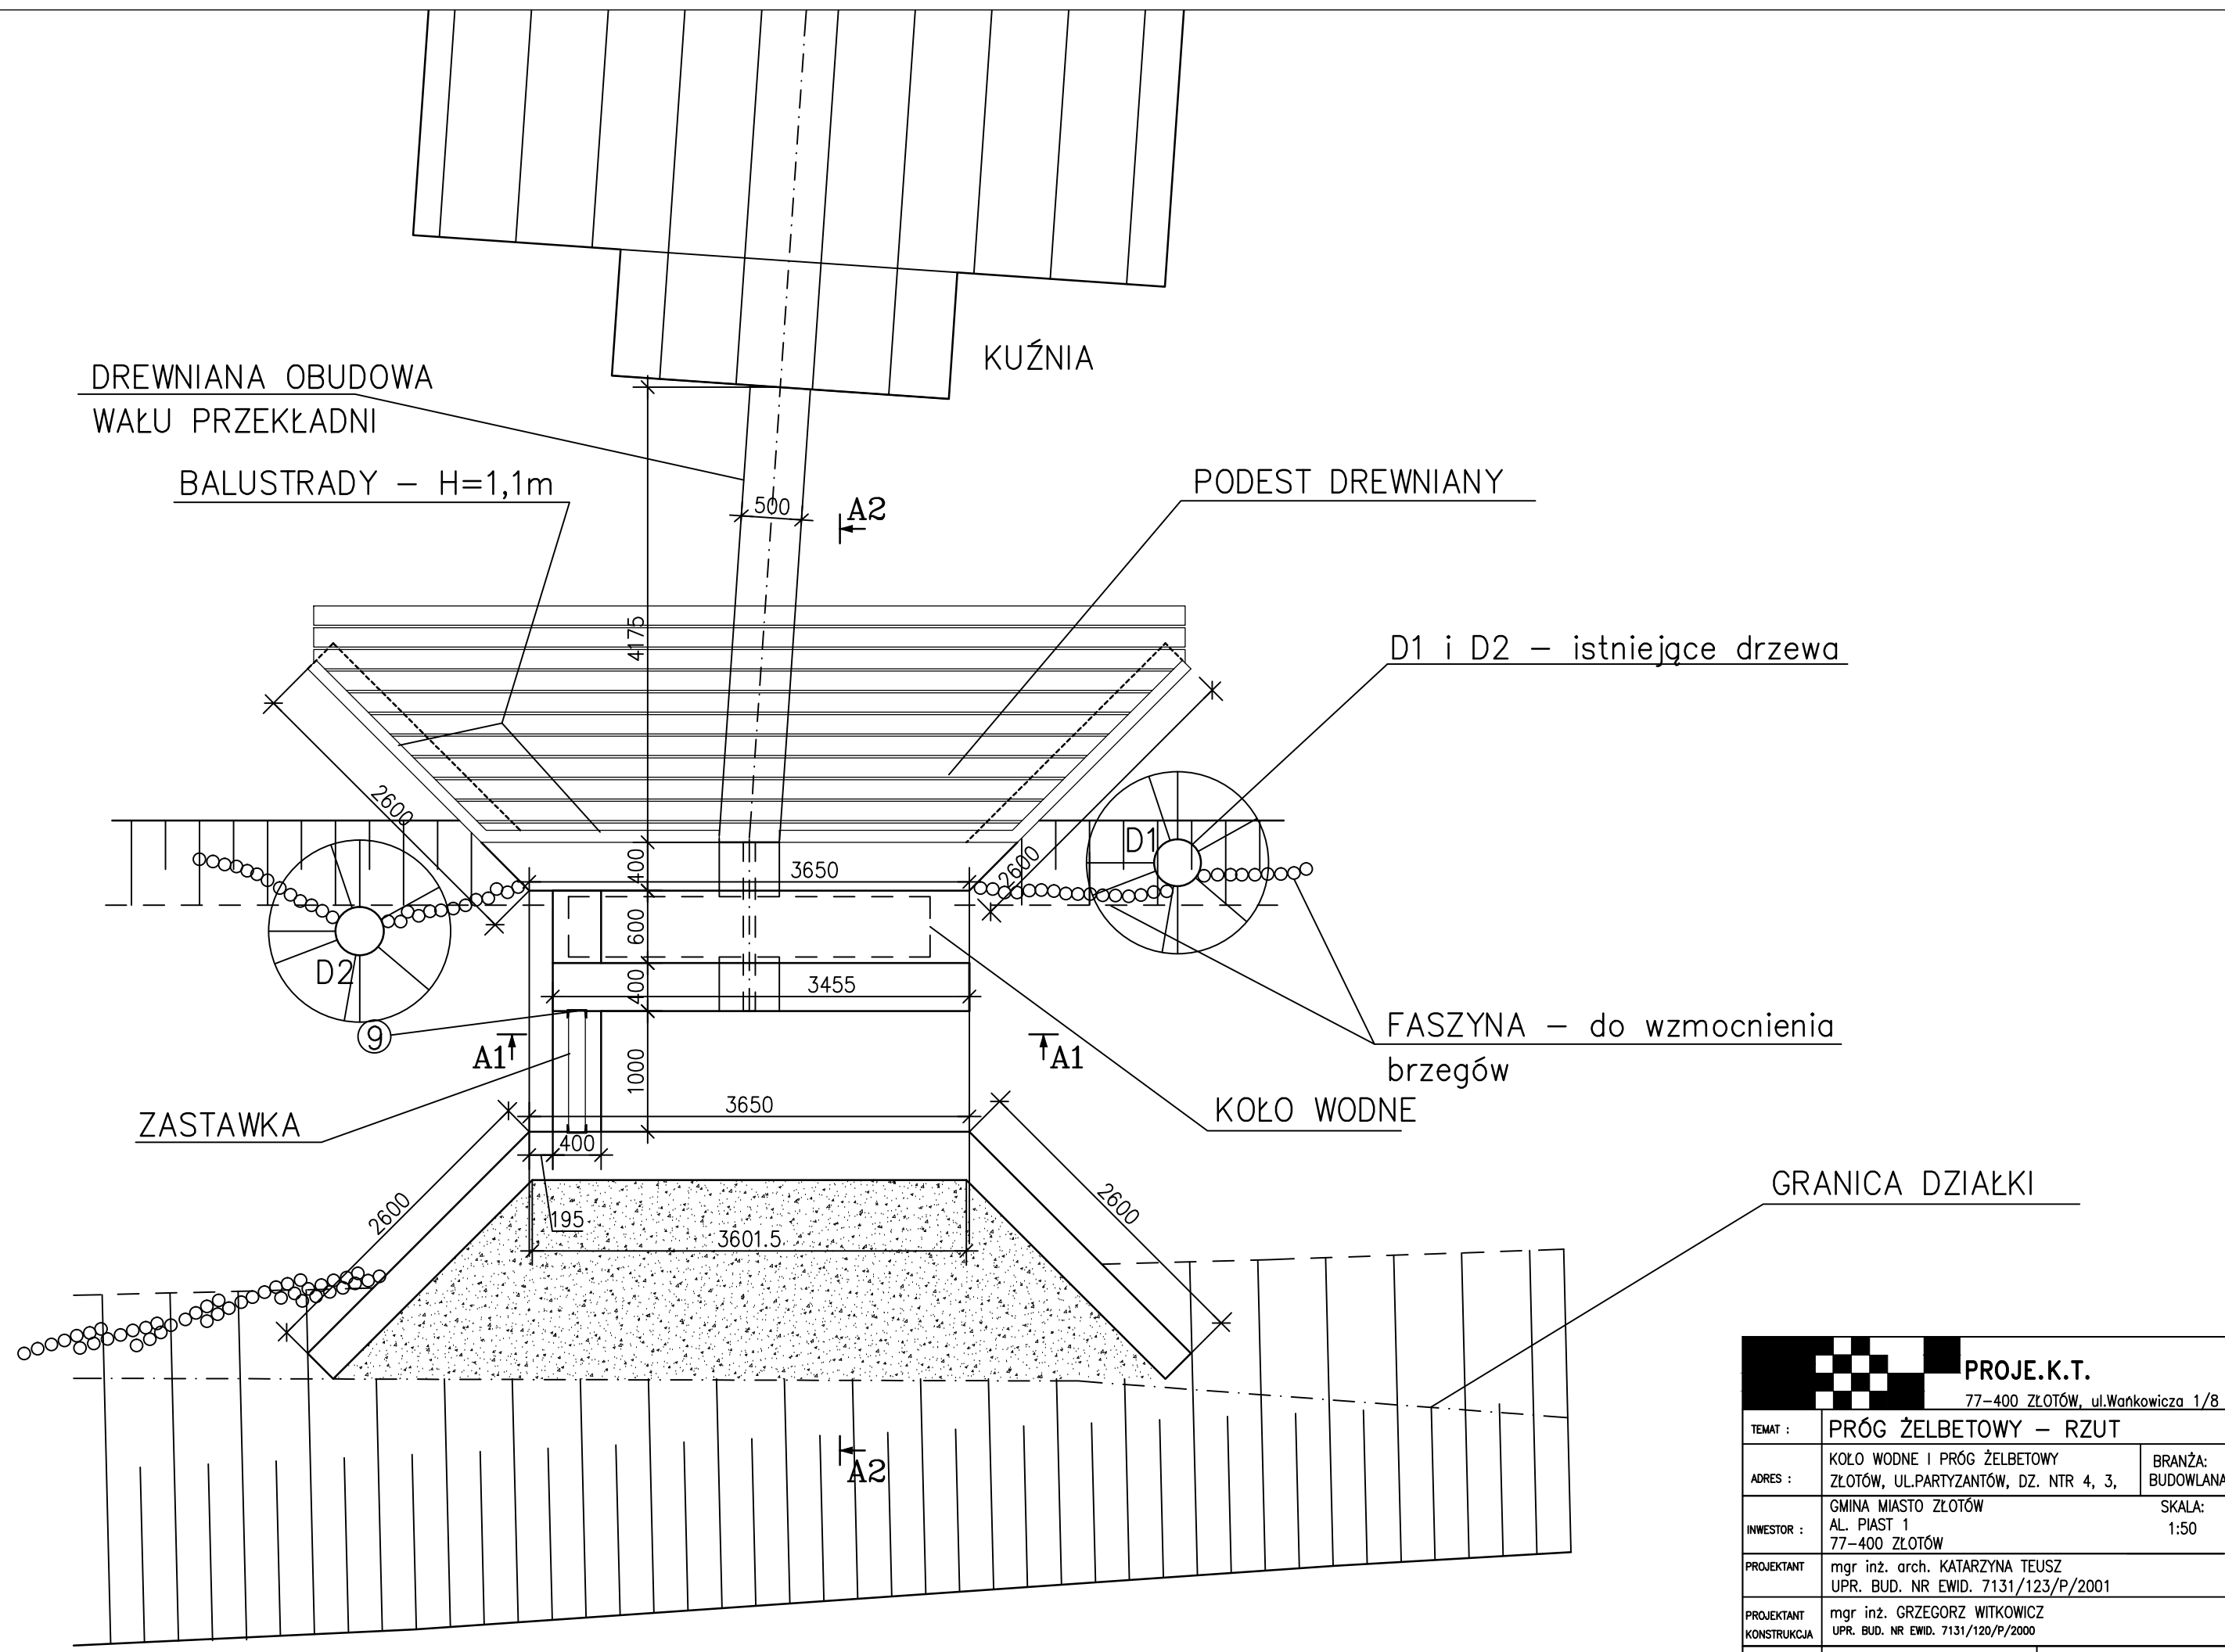 KUŹNIA
DREWNIANA OBUDOWA
WAŁU PRZEKŁADNI
BALUSTRADY – H=1,1m
PODEST DREWNIANY
500
A2
4175
D1 i D2 – istniejące drzewa
2600
2600
D1
400
3650
600
D2
400
3455
9
A1
A1
FASZYNA – do wzmocnienia
brzegów
1000
3650
KOŁO WODNE
ZASTAWKA
400
GRANICA DZIAŁKI
2600
2600
195
3601.5
A2
PROJE.K.T.
77-400 ZŁOTÓW, ul.Wańkowicza 1/8
TEMAT : PRÓG ŻELBETOWY – RZUT
ADRES : KOŁO WODNE I PRÓG ŻELBETOWY
ZŁOTÓW, UL.PARTYZANTÓW, DZ. NTR 4, 3,
BRANŻA:
BUDOWLANA
INWESTOR : GMINA MIASTO ZŁOTÓW
AL. PIAST 1
77-400 ZŁOTÓW
SKALA:
1:50
PROJEKTANT mgr inż. arch. KATARZYNA TEUSZ
UPR. BUD. NR EWID. 7131/123/P/2001
PROJEKTANT KONSTRUKCJA mgr inż. GRZEGORZ WITKOWICZ
UPR. BUD. NR EWID. 7131/120/P/2000